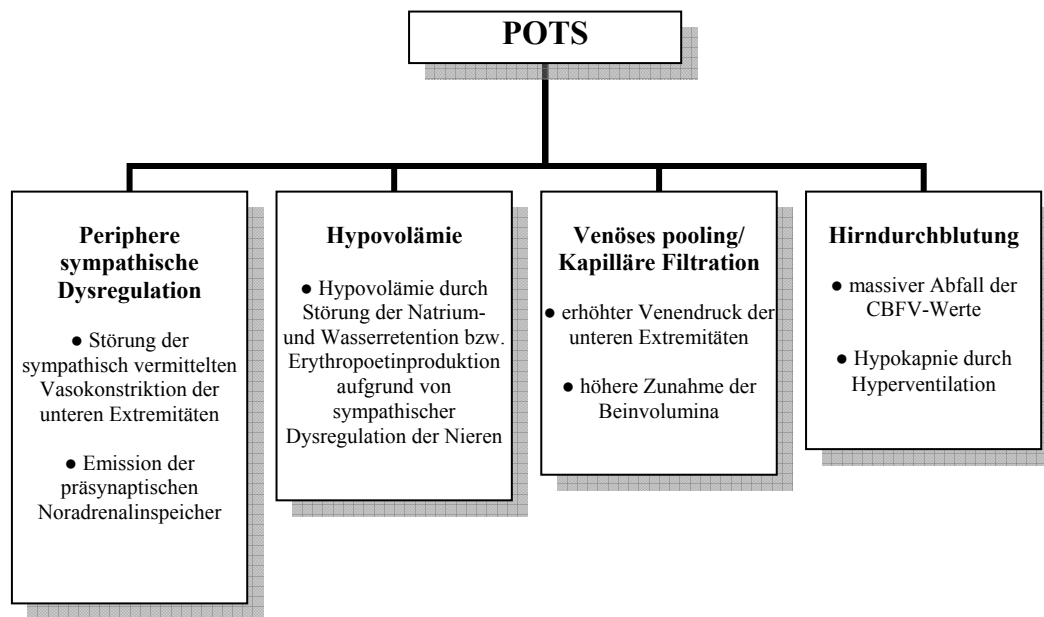 POTS
Periphere
sympathische
Dysregulation
● Störung der
sympathisch vermittelten
Vasokonstriktion der
unteren Extremitäten
● Emission der
präsynaptischen
Noradrenalinspeicher
Hypovolämie
● Hypovolämie durch
Störung der Natrium-
und Wasserretention bzw.
Erythropoetinproduktion
aufgrund von
sympathischer
Dysregulation der Nieren
Venöses pooling/
Kapilläre Filtration
● erhöhter Venendruck der
unteren Extremitäten
● höhere Zunahme der
Beinvolumina
Hirndurchblutung
● massiver Abfall der
CBFV-Werte
● Hypokapnie durch
Hyperventilation